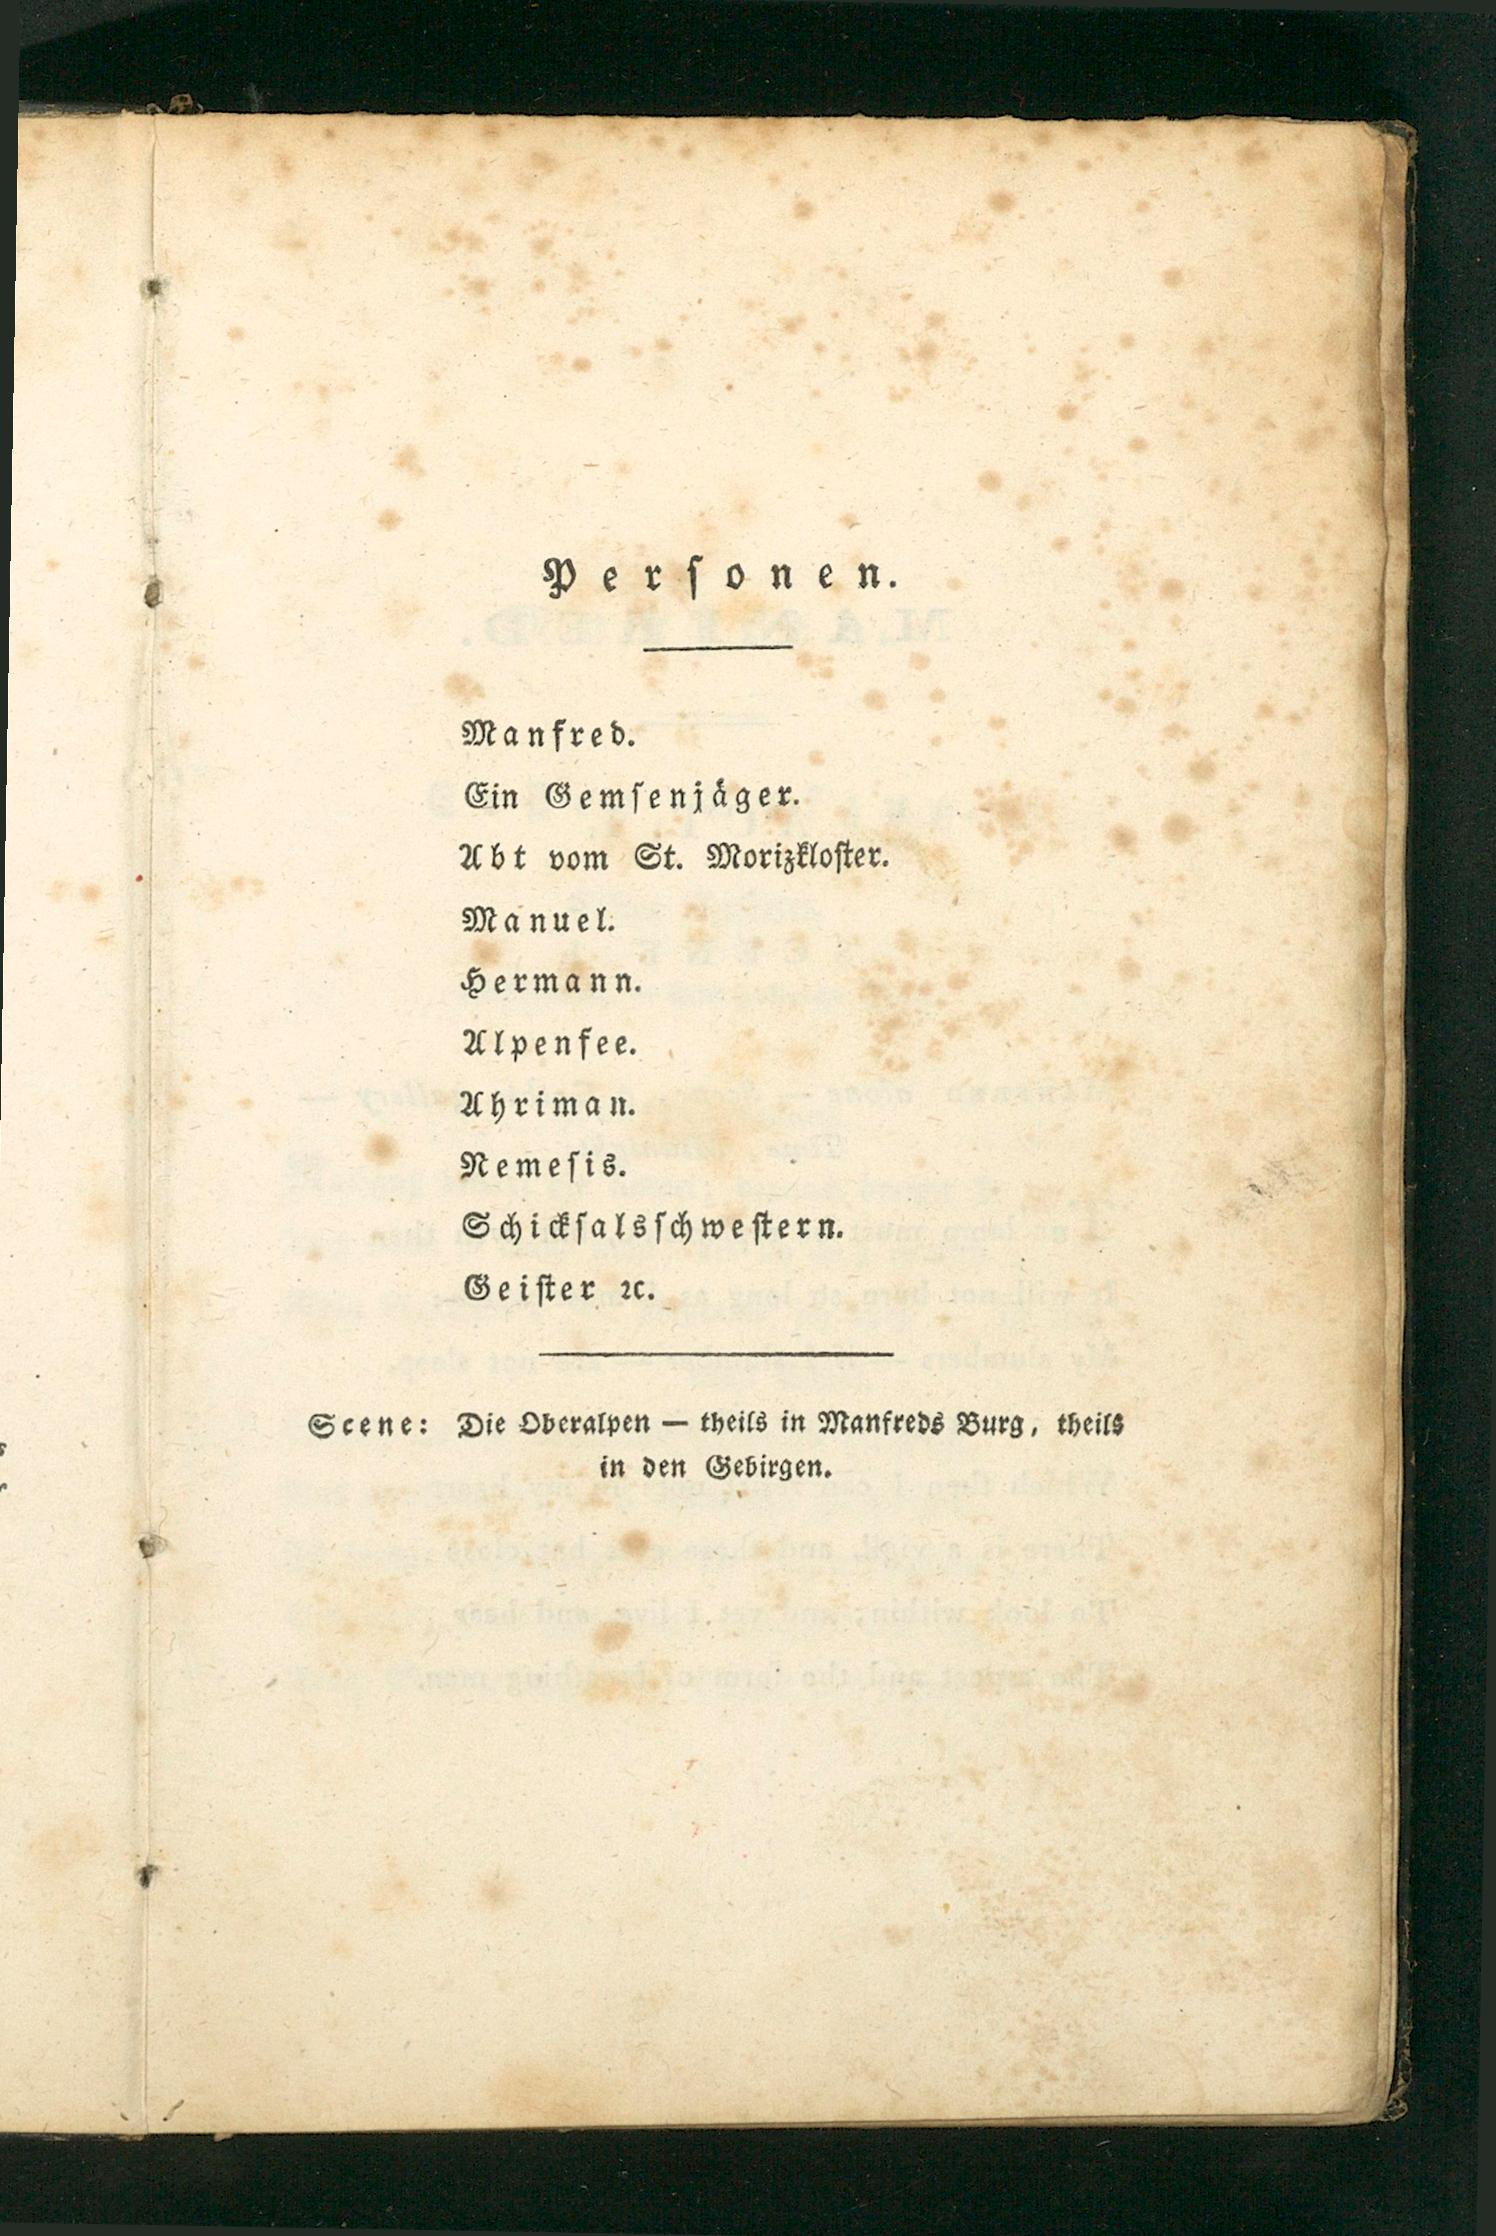 Perſonen.
Manfred.
Ein Gemſenjäger.
Abt vom St. Morizkloſter.
Manuel.
Hermann.
Alpenfee.
Ahriman.
Nemeſis.
Schickſalsſchweſtern.
Geiſter ꝛc.
Scene: Die Oberalpen — theils in Manfreds Burg, theils
in den Gebirgen.